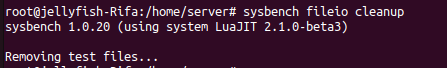 root@jellyfish-Rifa:/home/server# sysbench fileio cleanup
sysbench 1.0.20 (using system LuaJIT 2.1.0-beta3)
Removing test files...